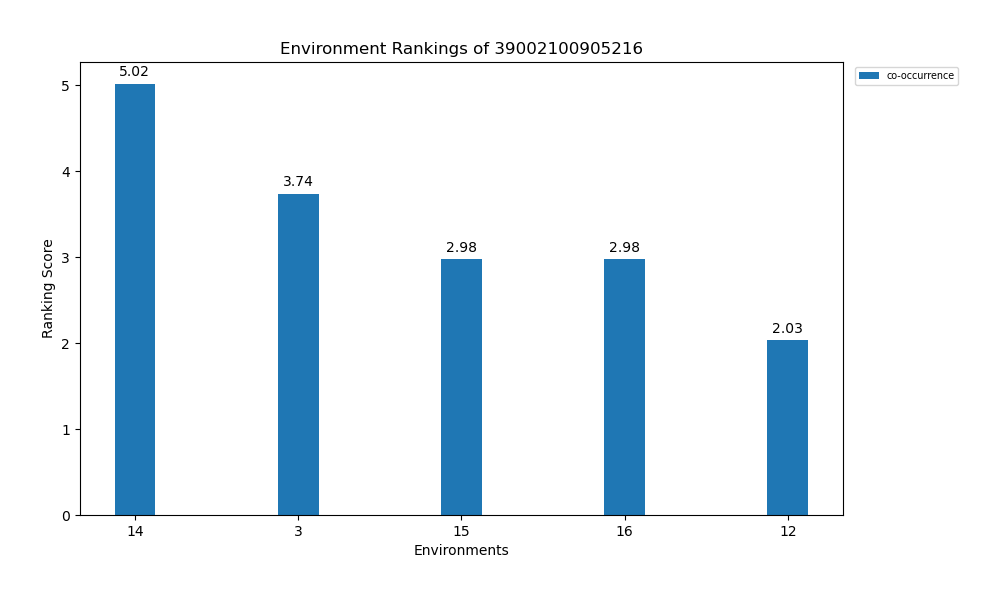 Environment Rankings of 39002100905216
co-occurrence
5.02
3.74
2.98
2.98
2.03
5
4
3
2
1
0
Ranking Score
14 3 15 16 12
Environments